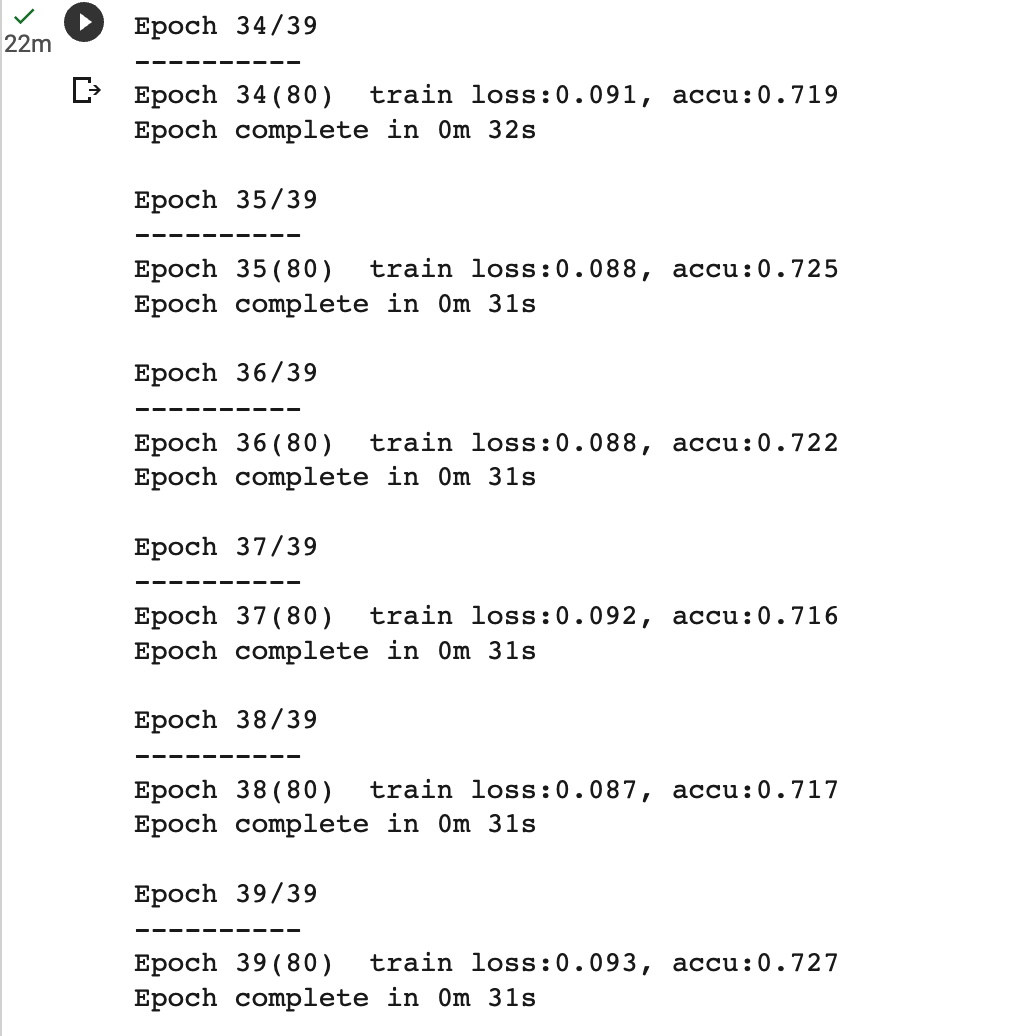 22m
Epoch 34/39
----------
Epoch 34(80)  train loss:0.091, accu:0.719
Epoch complete in 0m 32s
Epoch 35/39
----------
Epoch 35(80)  train loss:0.088, accu:0.725
Epoch complete in 0m 31s
Epoch 36/39
----------
Epoch 36(80)  train loss:0.088, accu:0.722
Epoch complete in 0m 31s
Epoch 37/39
----------
Epoch 37(80)  train loss:0.092, accu:0.716
Epoch complete in 0m 31s
Epoch 38/39
----------
Epoch 38(80)  train loss:0.087, accu:0.717
Epoch complete in 0m 31s
Epoch 39/39
----------
Epoch 39(80)  train loss:0.093, accu:0.727
Epoch complete in 0m 31s